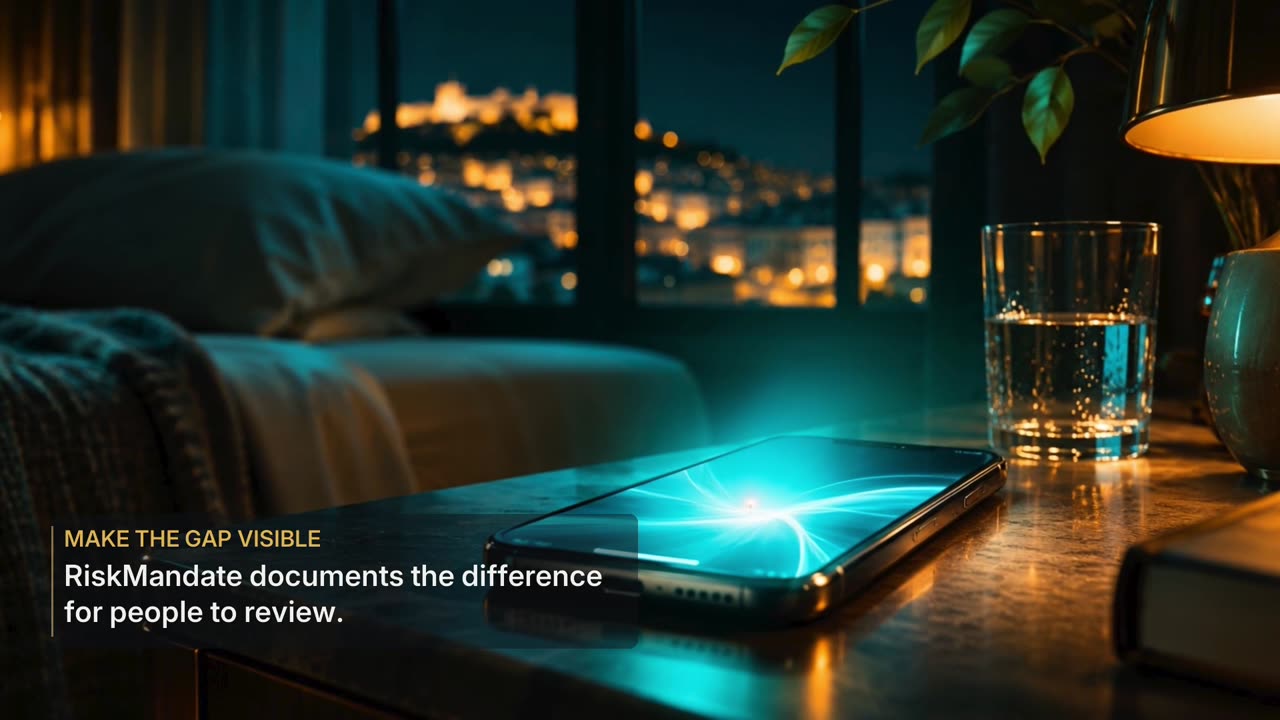 MAKE THE GAP VISIBLE
RiskMandate documents the difference
for people to review.